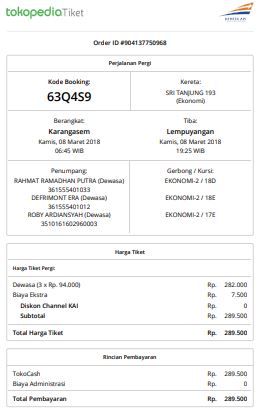 tokopedia Tiket
Order ID #904137750968
Perjalanan Pergi
Kode Booking:
63Q4S9
Kereta:
SRI TANJUNG 193
(Ekonomi)
Berangkat:
Karangasem
Kamis, 08 Maret 2018
06:45 WIB
Tiba:
Lempuyangan
Kamis, 08 Maret 2018
19:25 WIB
Penumpang:
Gerbong / Kursi:
RAHMAT RAMADHAN PUTRA (Dewasa)
361555401033
EKONOMI-2 / 18D
DEFRIMONT ERA (Dewasa)
361555401012
EKONOMI-2 / 18E
ROBY ARDIANSYAH (Dewasa)
3510161602960003
EKONOMI-2 / 17E
Harga Tiket
Harga Tiket Pergi:
Dewasa (3 x Rp. 94.000) Rp. 282.000
Biaya Ekstra Rp. 7.500
Diskon Channel KAI Rp. 0
Subtotal Rp. 289.500
Total Harga Tiket Rp. 289.500
Rincian Pembayaran
TokoCash Rp. 289.500
Biaya Administrasi Rp. 0
Total Pembayaran Rp. 289.500